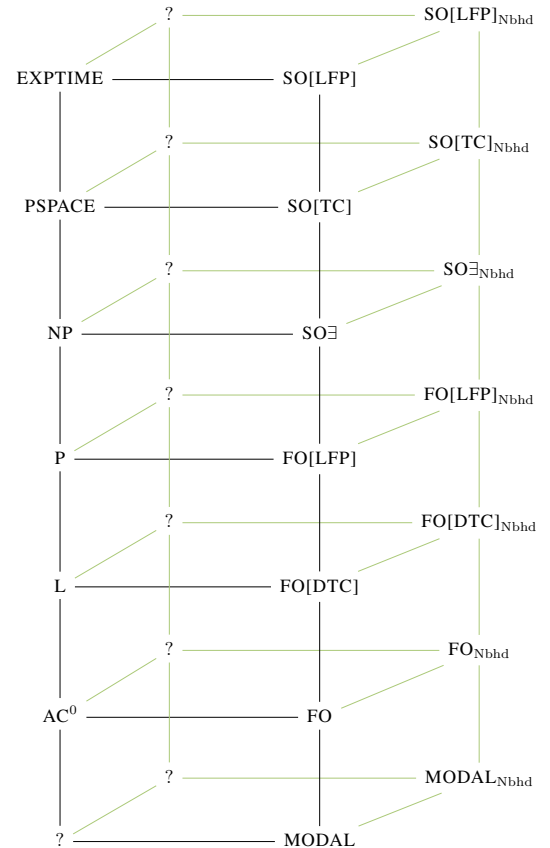 ? SO[LFP]Nbhd
EXPTIME SO[LFP]
? SO[TC]Nbhd
PSPACE SO[TC]
? SO∃Nbhd
NP SO∃
? FO[LFP]Nbhd
P FO[LFP]
? FO[DTC]Nbhd
L FO[DTC]
? FONbhd
AC⁰ FO
? MODALNbhd
? MODAL